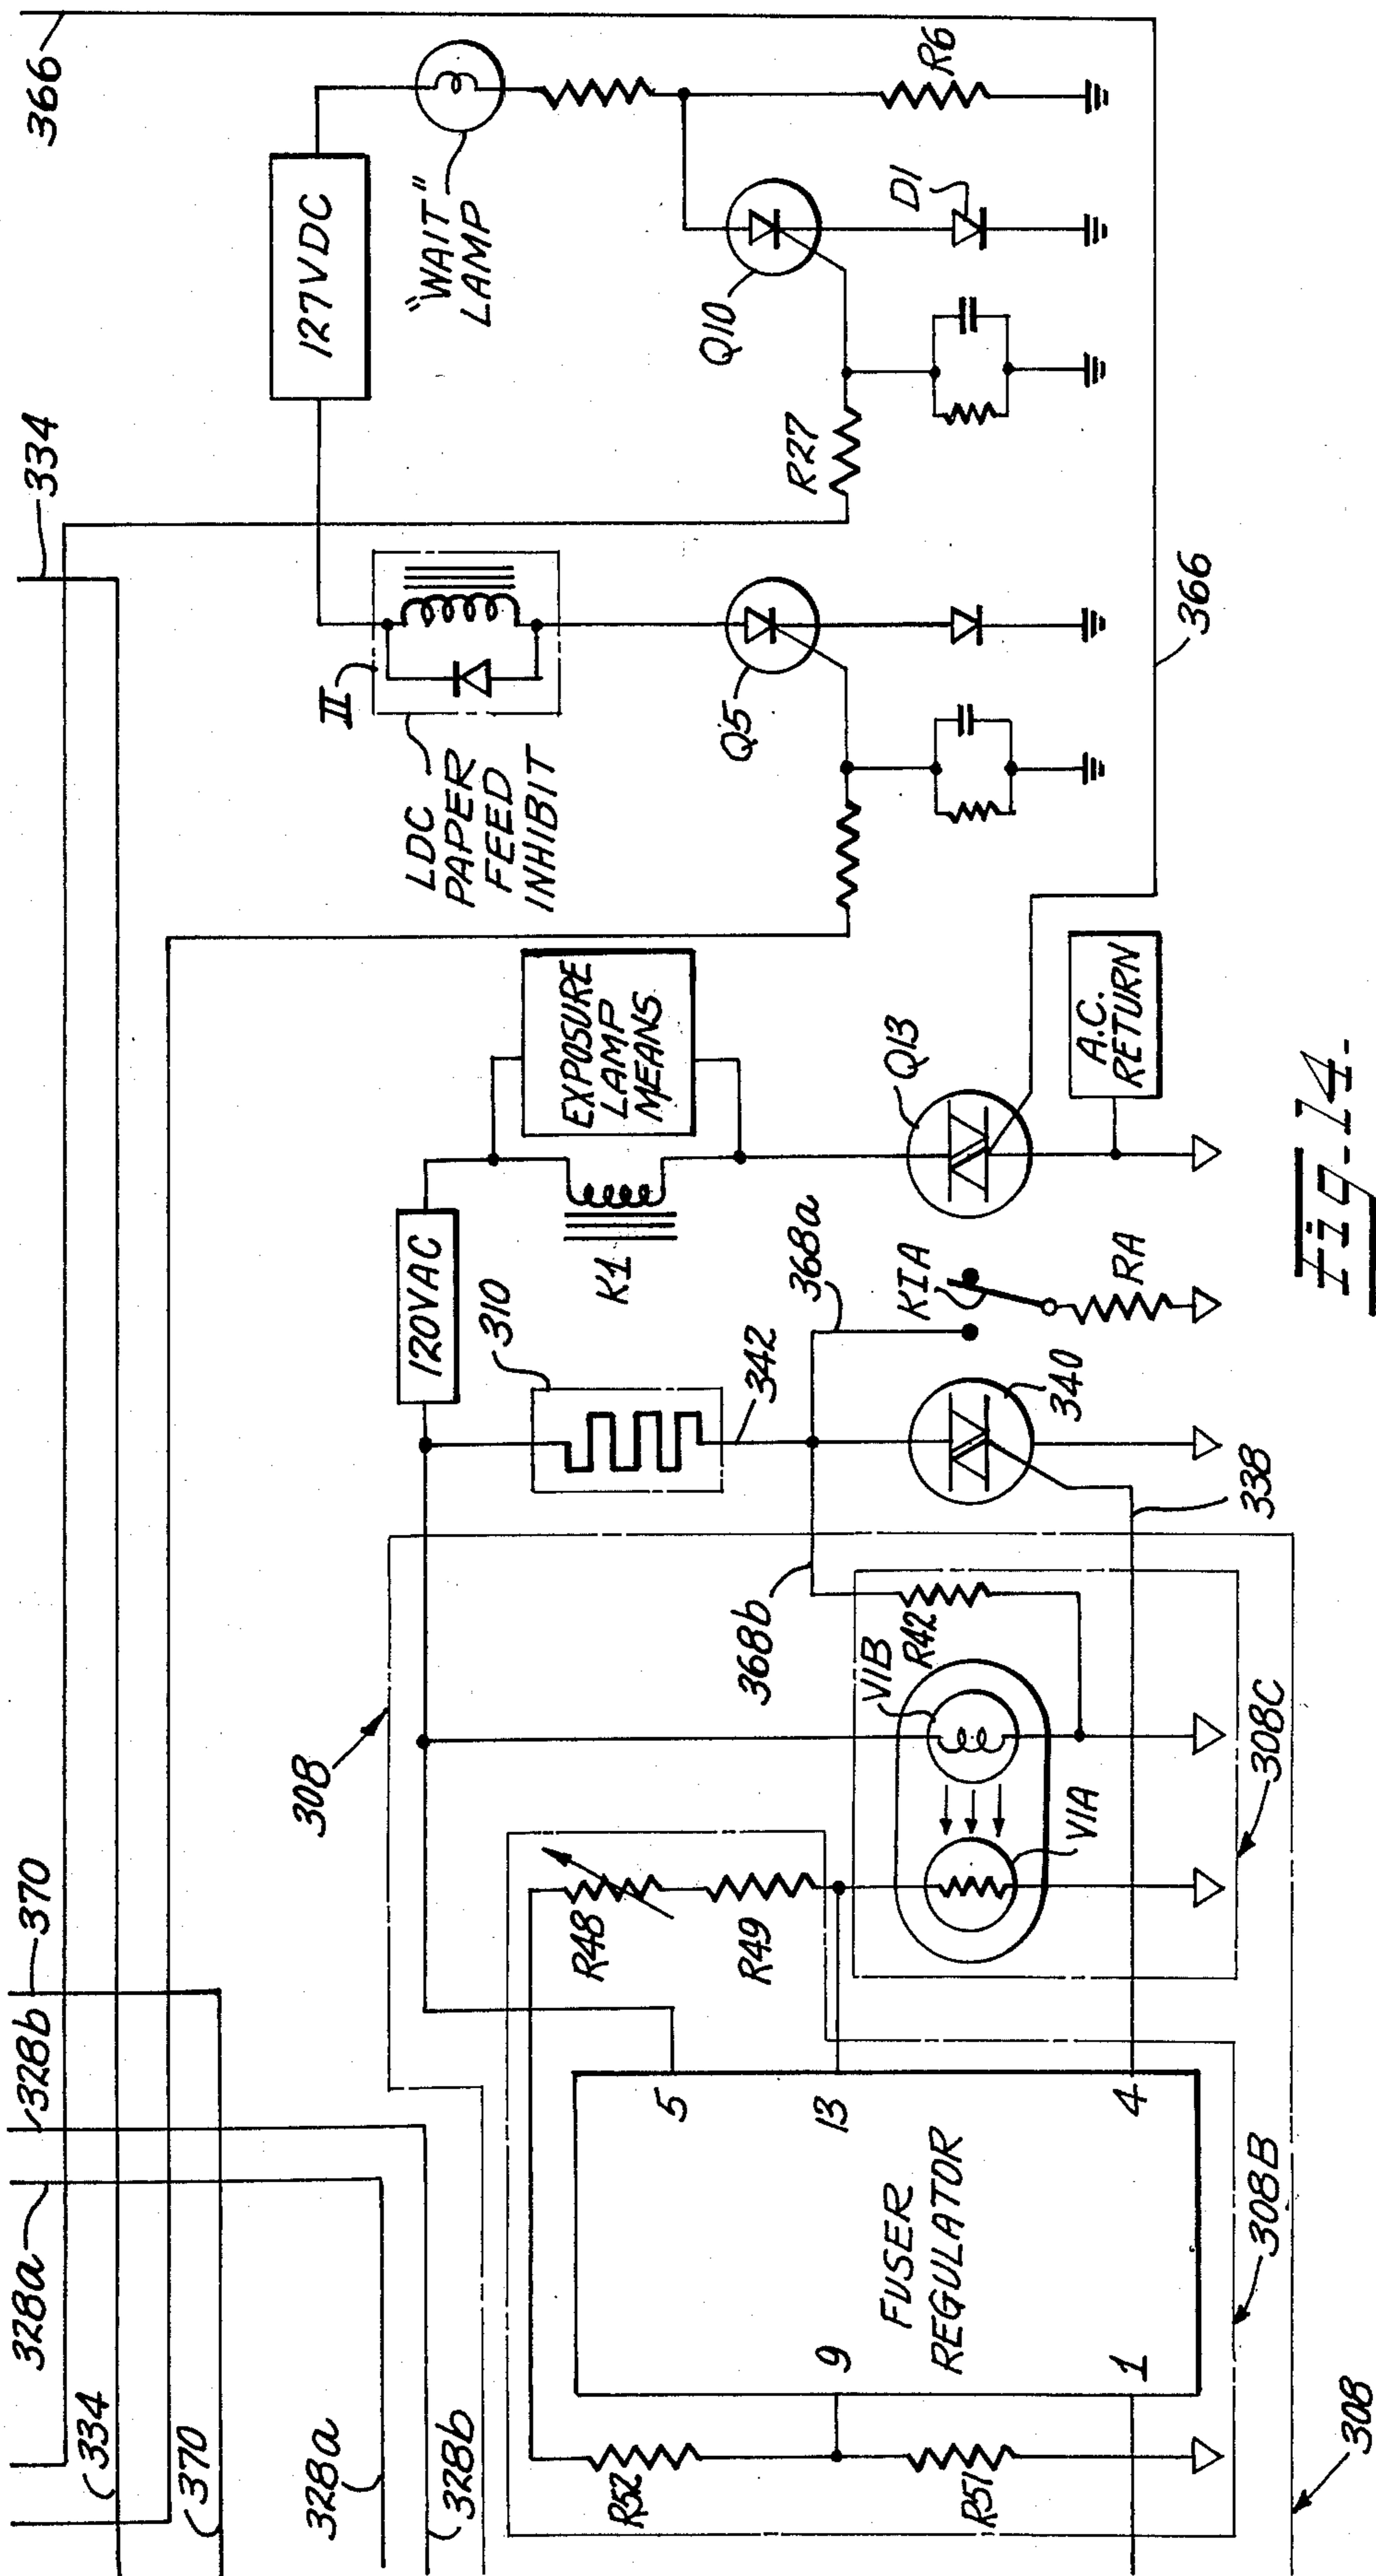 366
334
370
328b
328a
334
370
328a
328b
127VDC
"WAIT"
LAMP
R6
D1
Q10
R27
II
LDC
PAPER
FEED
INHIBIT
Q5
366
EXPOSURE
LAMP
MEANS
120VAC
K1
310
342
368a
Q13
A.C.
RETURN
K1A
RA
340
338
308
368b
R42
V1B
V1A
308C
R48
R49
5
13
4
FUSER
REGULATOR
9
1
308B
R52
R51
308
Fig-14-